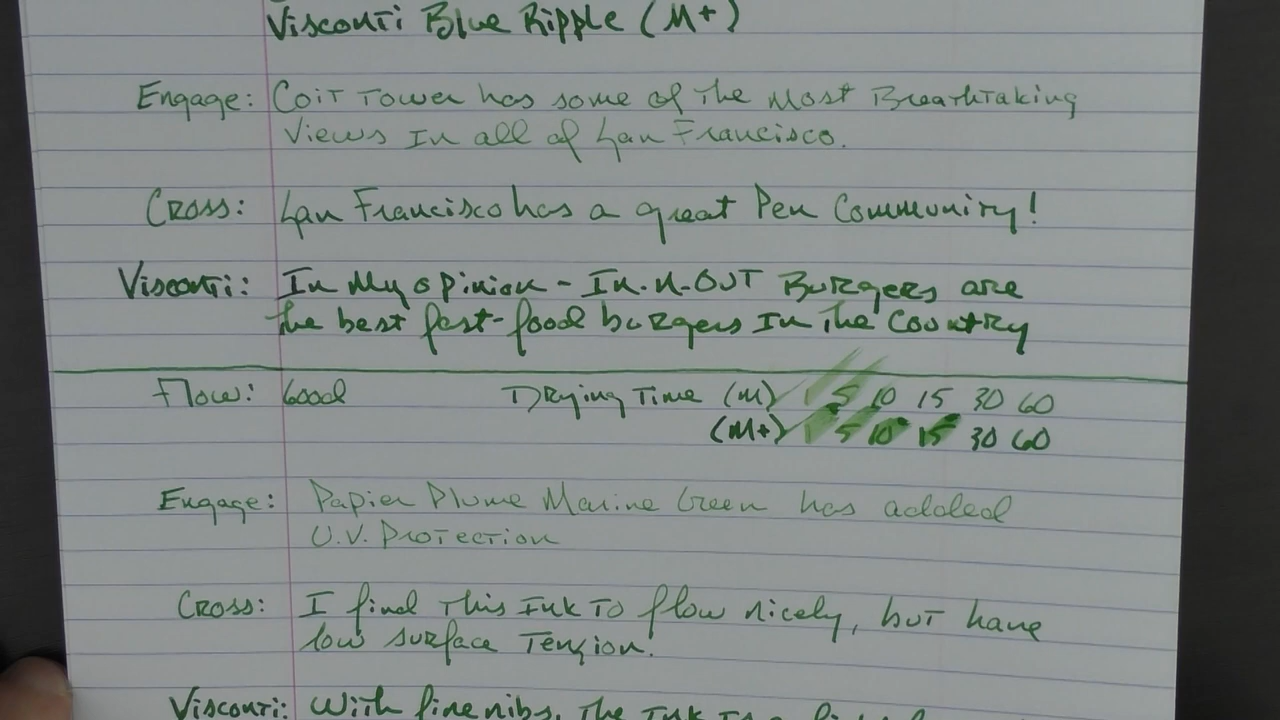 Visconti Blue Ripple (M+)
Engage: Coit Tower has some of the most Breathtaking
Views In all of San Francisco.
Cross: San Francisco has a great Pen Community!
Visconti: In My opinion - In-N-Out Burgers are
the best fast-food burgers In the Country
Flow: Good Drying Time (M) 1 5 10 15 30 60
(M+) 1 5 10 15 30 60
Engage: Papier Plume Marine Green has added
U.V. Protection
Cross: I find This Ink To flow nicely, but have
low surface Tension.
Visconti: With fine nibs, The Ink Is a